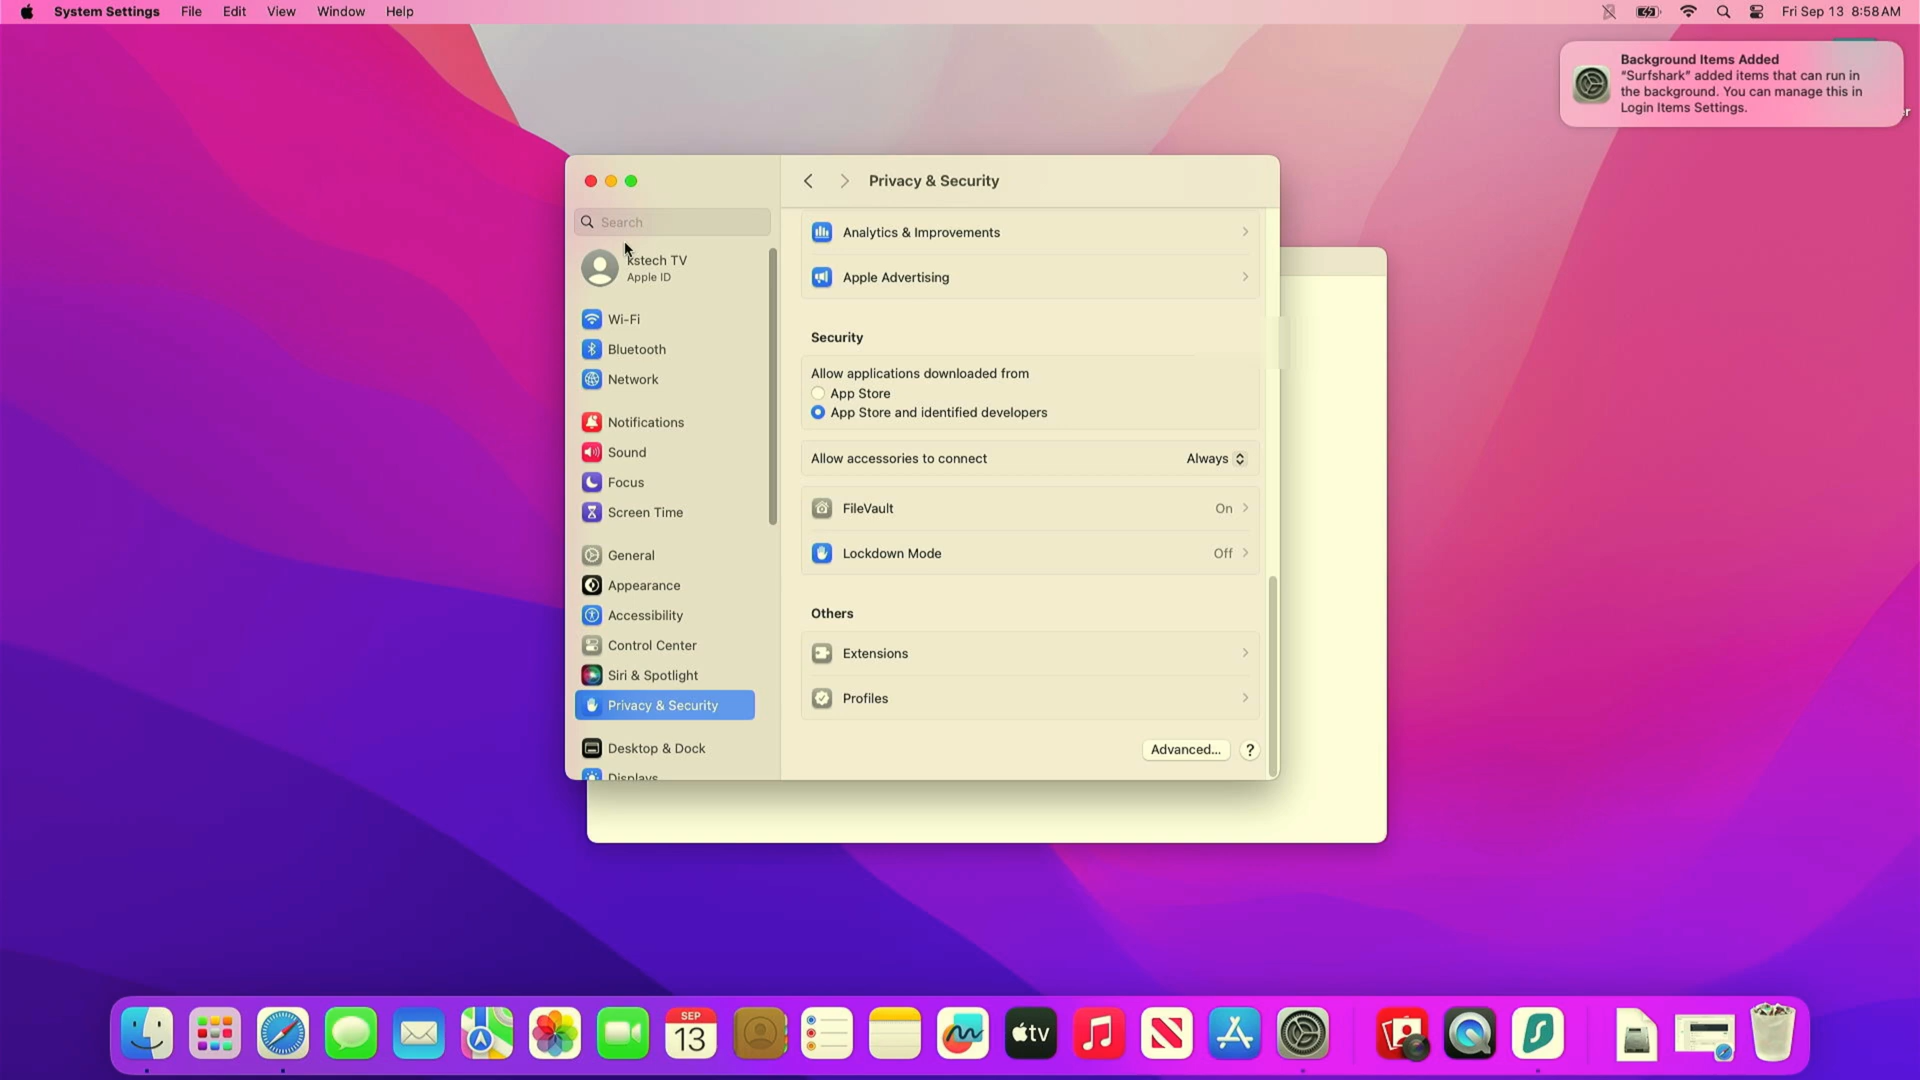 System Settings File Edit View Window Help Fri Sep 13 8:58 AM
Background Items Added
"Surfshark" added items that can run in
the background. You can manage this in
Login Items Settings.
r
Privacy & Security
Search
kstech TV
Apple ID
Wi-Fi
Bluetooth
Network
Notifications
Sound
Focus
Screen Time
General
Appearance
Accessibility
Control Center
Siri & Spotlight
Privacy & Security
Desktop & Dock
Displays
Analytics & Improvements
Apple Advertising
Security
Allow applications downloaded from
App Store
App Store and identified developers
Allow accessories to connect Always
FileVault On
Lockdown Mode Off
Others
Extensions
Profiles
Advanced... ?
SEP
13
tv